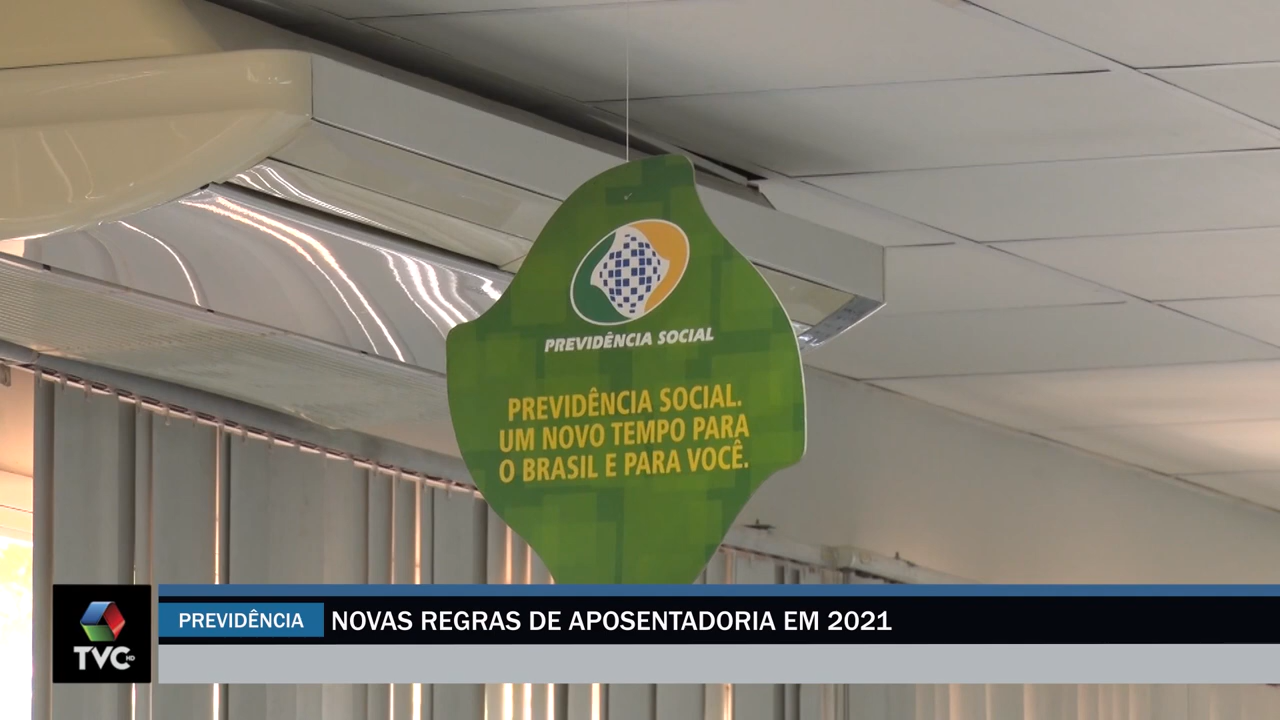 PREVIDÊNCIA SOCIAL
PREVIDÊNCIA SOCIAL.
UM NOVO TEMPO PARA
O BRASIL E PARA VOCÊ.
PREVIDÊNCIA
NOVAS REGRAS DE APOSENTADORIA EM 2021
TVC HD